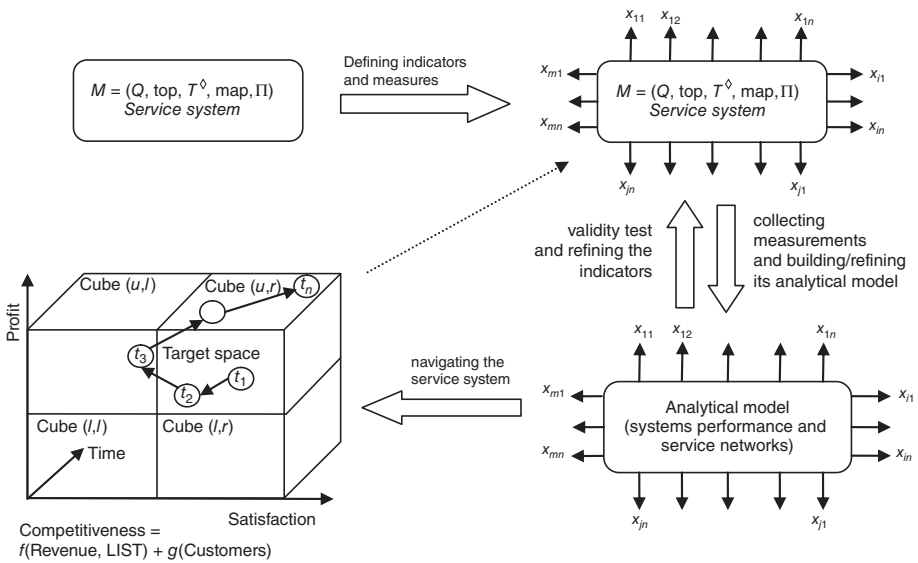 M = (Q, top, T◊, map, Π)
Service system
Defining indicators
and measures
x11
x12
x1n
xm1
xi1
M = (Q, top, T◊, map, Π)
Service system
xmn
xin
xjn
xj1
validity test
and refining the
indicators
collecting
measurements
and building/refining
its analytical model
Profit
Cube (u,l)
Cube (u,r)
tn
t3
Target space
t1
t2
Cube (l,l)
Cube (l,r)
Time
Satisfaction
Competitiveness =
f(Revenue, LIST) + g(Customers)
navigating the
service system
x11
x12
x1n
xm1
xi1
Analytical model
(systems performance and
service networks)
xmn
xin
xjn
xj1